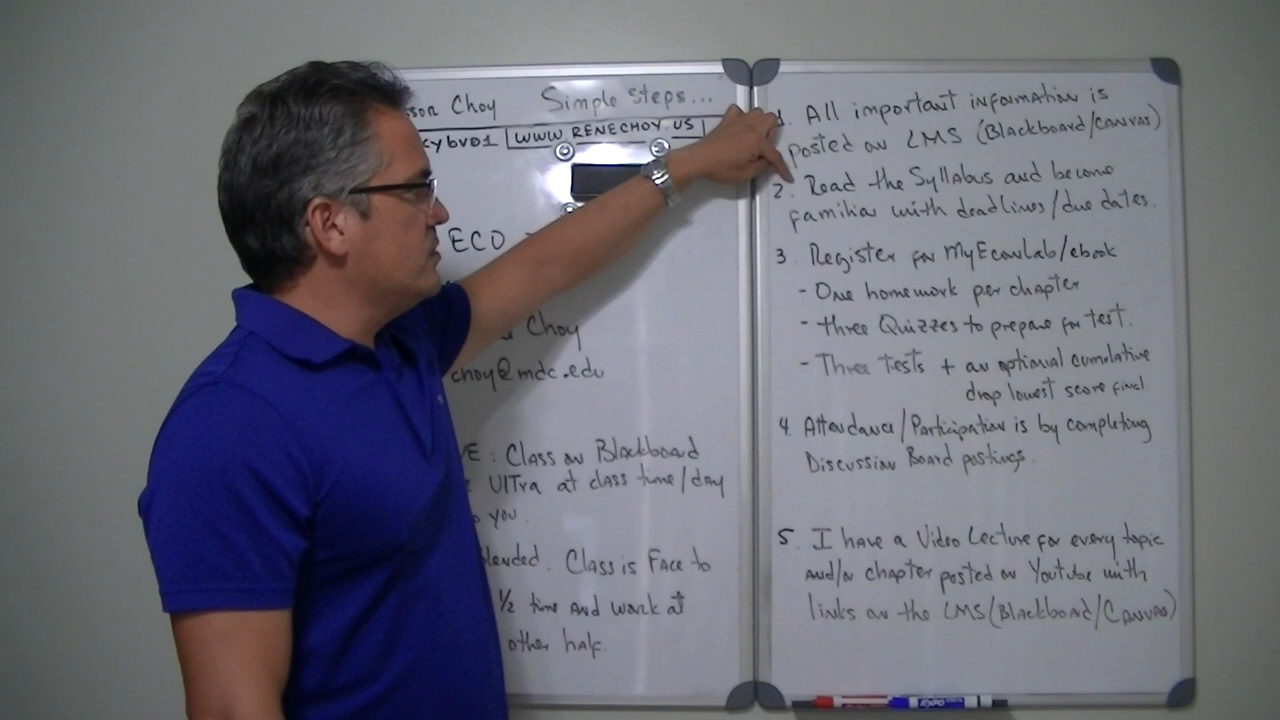 son Choy Simple Steps...
cybvo1 WWW.RENECHOY.US
ECO
Choy
choy@mdc.edu
VE: Class on Blackboard
Ultra at class time/day
you.
lended: Class is Face to
1/2 time and work at
other half.
1. All important information is
posted on LMS (Blackboard/Canvas)
2. Read the Syllabus and become
familiar with deadlines/due dates.
3. Register for MyEconLab/ebook
- One homework per chapter
- Three Quizzes to prepare for test.
- Three tests + an optional cumulative
drop lowest score final
4. Attendance/Participation is by completing
Discussion Board postings.
5. I have a Video Lecture for every topic
and/or chapter posted on Youtube with
links on the LMS (Blackboard/Canvas)
EXPO